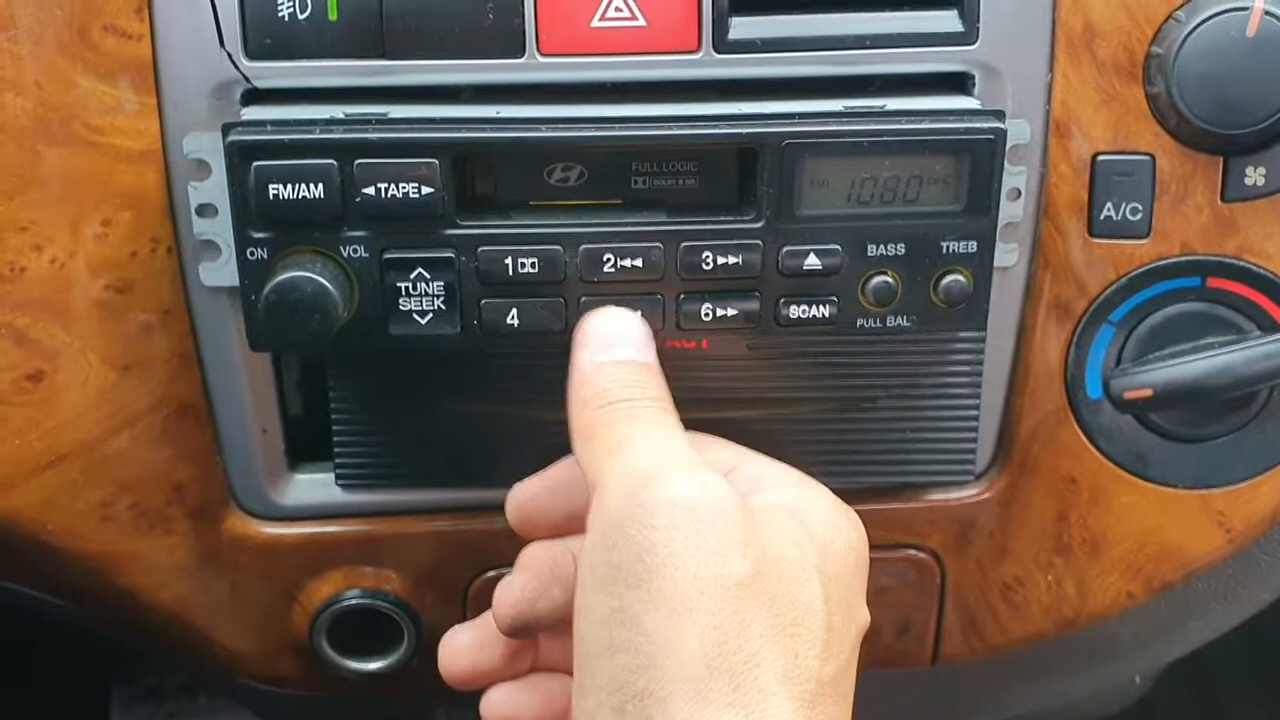 FM/AM
◄TAPE►
FULL LOGIC
DOLBY B NR
1080
ON
VOL
TUNE
SEEK
1
2
3
BASS
TREB
4
6
SCAN
PULL BAL
A/C